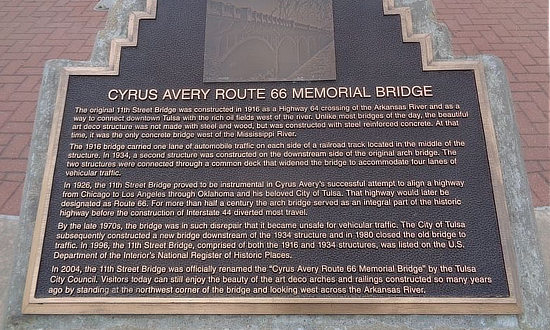 CYRUS AVERY ROUTE 66 MEMORIAL BRIDGE
The original 11th Street Bridge was constructed in 1916 as a Highway 64 crossing of the Arkansas River and as a
way to connect downtown Tulsa with the rich oil fields west of the river. Unlike most bridges of the day, the beautiful
art deco structure was not made with steel and wood, but was constructed with steel reinforced concrete. At that
time, it was the only concrete bridge west of the Mississippi River.
The 1916 bridge carried one lane of automobile traffic on each side of a railroad track located in the middle of the
structure. In 1934, a second structure was constructed on the downstream side of the original arch bridge. The
two structures were connected through a common deck that widened the bridge to accommodate four lanes of
vehicular traffic.
In 1926, the 11th Street Bridge proved to be instrumental in Cyrus Avery's successful attempt to align a highway
from Chicago to Los Angeles through Oklahoma and his beloved City of Tulsa. That highway would later be
designated as Route 66. For more than half a century the arch bridge served as an integral part of the historic
highway before the construction of Interstate 44 diverted most travel.
By the late 1970s, the bridge was in such disrepair that it became unsafe for vehicular traffic. The City of Tulsa
subsequently constructed a new bridge downstream of the 1934 structure and in 1980 closed the old bridge to
traffic. In 1996, the 11th Street Bridge, comprised of both the 1916 and 1934 structures, was listed on the U.S.
Department of the Interior's National Register of Historic Places.
In 2004, the 11th Street Bridge was officially renamed the "Cyrus Avery Route 66 Memorial Bridge" by the Tulsa
City Council. Visitors today can still enjoy the beauty of the art deco arches and railings constructed so many years
ago by standing at the northwest corner of the bridge and looking west across the Arkansas River.